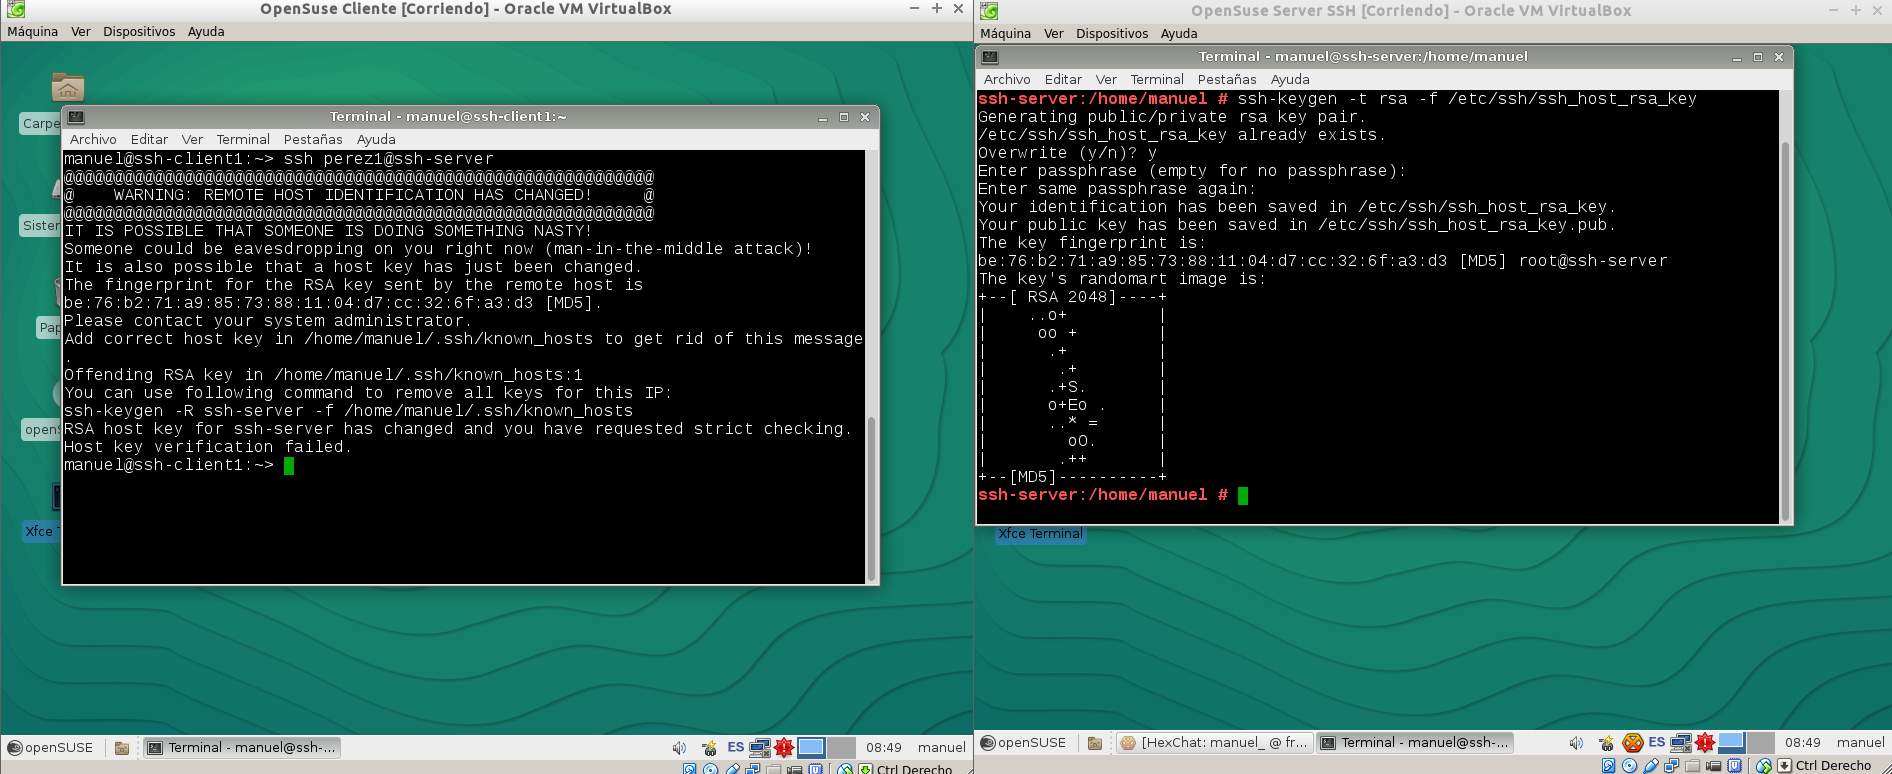 OpenSuse Cliente [Corriendo] - Oracle VM VirtualBox
Máquina Ver Dispositivos Ayuda
Carpe
Sister
Pap
open
Xfce T
Terminal - manuel@ssh-client1:~
Archivo Editar Ver Terminal Pestañas Ayuda
manuel@ssh-client1:~> ssh perez1@ssh-server
@@@@@@@@@@@@@@@@@@@@@@@@@@@@@@@@@@@@@@@@@@@@@@@@@@@@@@@@@@@
@    WARNING: REMOTE HOST IDENTIFICATION HAS CHANGED!     @
@@@@@@@@@@@@@@@@@@@@@@@@@@@@@@@@@@@@@@@@@@@@@@@@@@@@@@@@@@@
IT IS POSSIBLE THAT SOMEONE IS DOING SOMETHING NASTY!
Someone could be eavesdropping on you right now (man-in-the-middle attack)!
It is also possible that a host key has just been changed.
The fingerprint for the RSA key sent by the remote host is
be:76:b2:71:a9:85:73:88:11:04:d7:cc:32:6f:a3:d3 [MD5].
Please contact your system administrator.
Add correct host key in /home/manuel/.ssh/known_hosts to get rid of this message
.
Offending RSA key in /home/manuel/.ssh/known_hosts:1
You can use following command to remove all keys for this IP:
ssh-keygen -R ssh-server -f /home/manuel/.ssh/known_hosts
RSA host key for ssh-server has changed and you have requested strict checking.
Host key verification failed.
manuel@ssh-client1:~>
openSUSE Terminal - manuel@ssh-... ES 08:49 manuel
Ctrl Derecho
OpenSuse Server SSH [Corriendo] - Oracle VM VirtualBox
Máquina Ver Dispositivos Ayuda
Terminal - manuel@ssh-server:/home/manuel
Archivo Editar Ver Terminal Pestañas Ayuda
ssh-server:/home/manuel # ssh-keygen -t rsa -f /etc/ssh/ssh_host_rsa_key
Generating public/private rsa key pair.
/etc/ssh/ssh_host_rsa_key already exists.
Overwrite (y/n)? y
Enter passphrase (empty for no passphrase):
Enter same passphrase again:
Your identification has been saved in /etc/ssh/ssh_host_rsa_key.
Your public key has been saved in /etc/ssh/ssh_host_rsa_key.pub.
The key fingerprint is:
be:76:b2:71:a9:85:73:88:11:04:d7:cc:32:6f:a3:d3 [MD5] root@ssh-server
The key's randomart image is:
+--[ RSA 2048]----+
|    ..o+         |
|     oo +        |
|      .+         |
|       .+        |
|      .+S.       |
|      o+Eo .     |
|      ..* =      |
|        oO.      |
|       .++       |
+--[MD5]----------+
ssh-server:/home/manuel #
Xfce Terminal
openSUSE [HexChat: manuel_ @ fr... Terminal - manuel@ssh-... ES 08:49 manuel
Ctrl Derecho